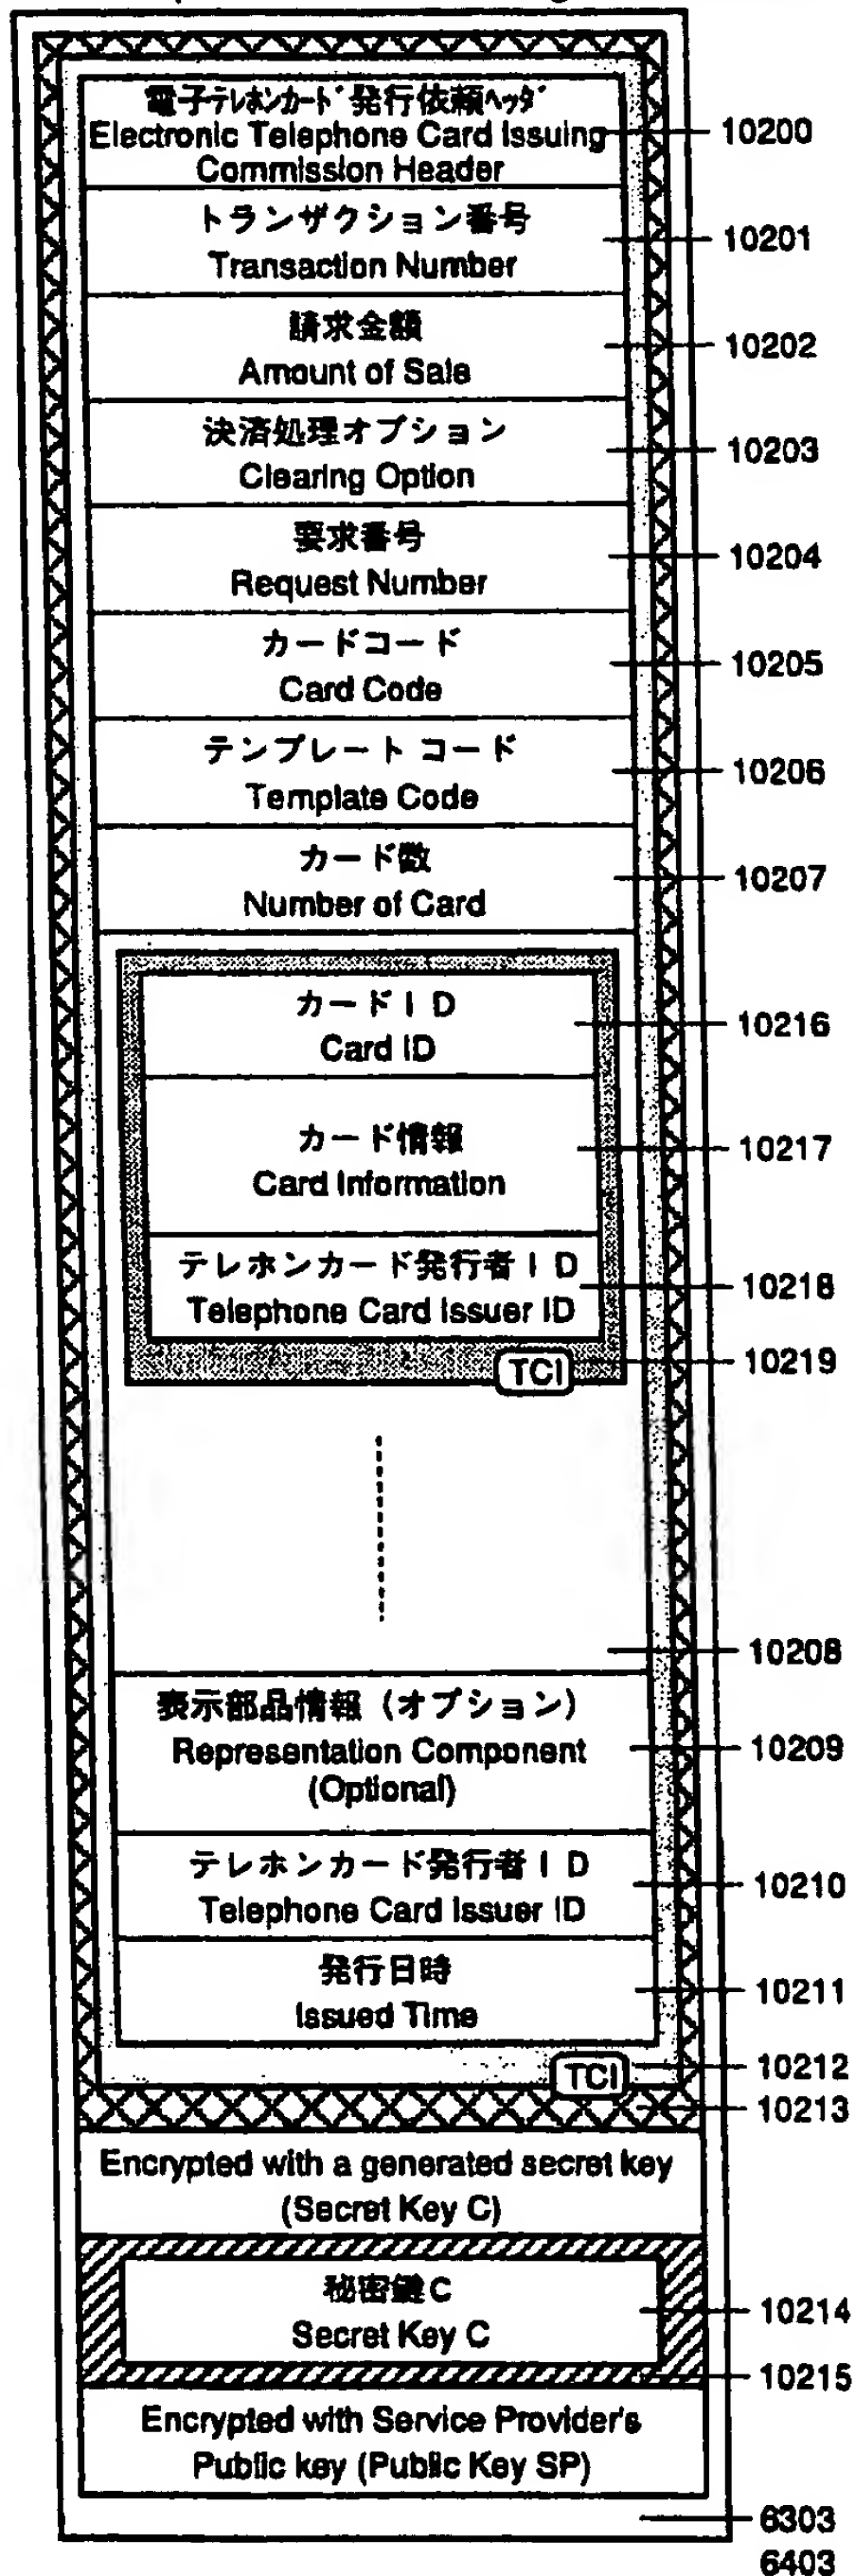 電子テレホンカード発行依頼ヘッダ
Electronic Telephone Card Issuing 10200
Commission Header
トランザクション番号
Transaction Number 10201
請求金額
Amount of Sale 10202
決済処理オプション
Clearing Option 10203
要求番号
Request Number 10204
カードコード
Card Code 10205
テンプレート コード
Template Code 10206
カード数
Number of Card 10207
カードID
Card ID 10216
カード情報
Card Information 10217
テレホンカード発行者ID
Telephone Card Issuer ID 10218
TCI 10219
10208
表示部品情報（オプション）
Representation Component 10209
(Optional)
テレホンカード発行者ID
Telephone Card Issuer ID 10210
発行日時
Issued Time 10211
TCI 10212
10213
Encrypted with a generated secret key
(Secret Key C)
秘密鍵C
Secret Key C 10214
10215
Encrypted with Service Provider's
Public key (Public Key SP)
6303
6403